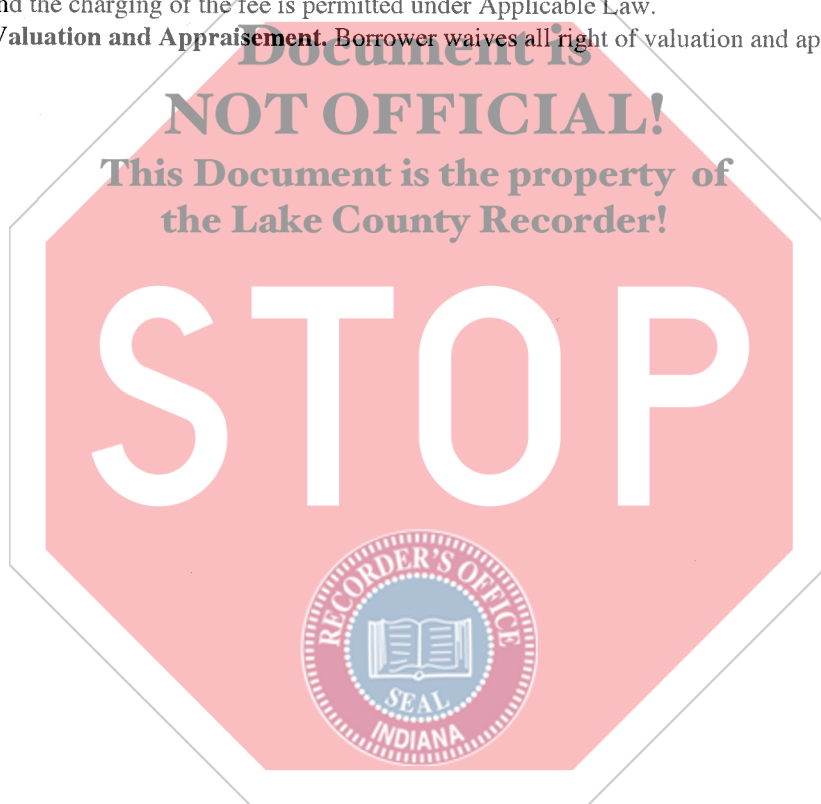 nd the charging of the fee is permitted under Applicable Law.
Valuation and Appraisement. Borrower waives all right of valuation and ap
Document is
NOT OFFICIAL!
This Document is the property of
the Lake County Recorder!
STOP
RECORDER'S OFFICE
SEAL
INDIANA